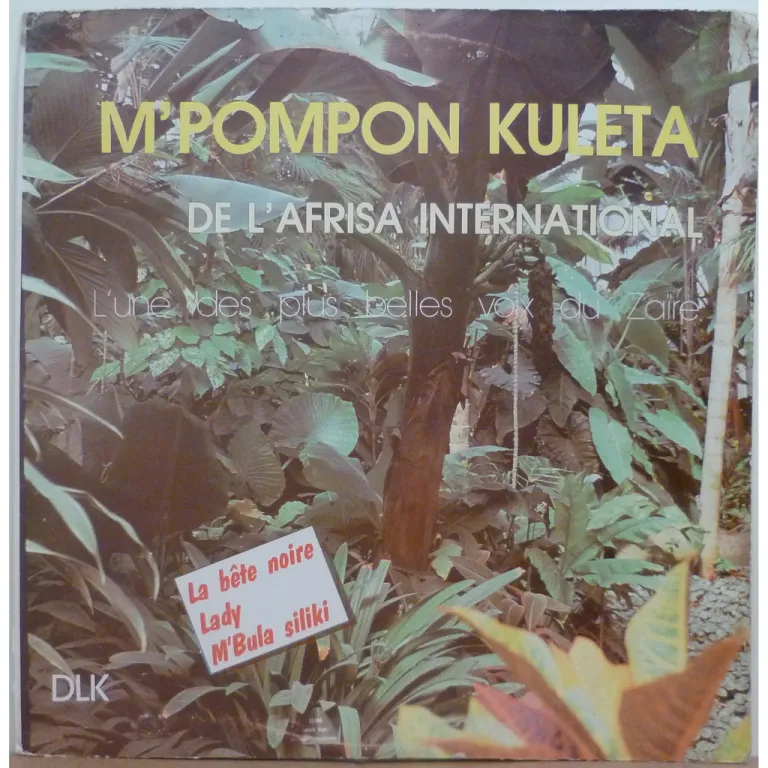 M'POMPON KULETA
DE L'AFRISA INTERNATIONAL
L'une des plus belles voix du Zaïre
La bête noire
Lady
M'Bula siliki
DLK